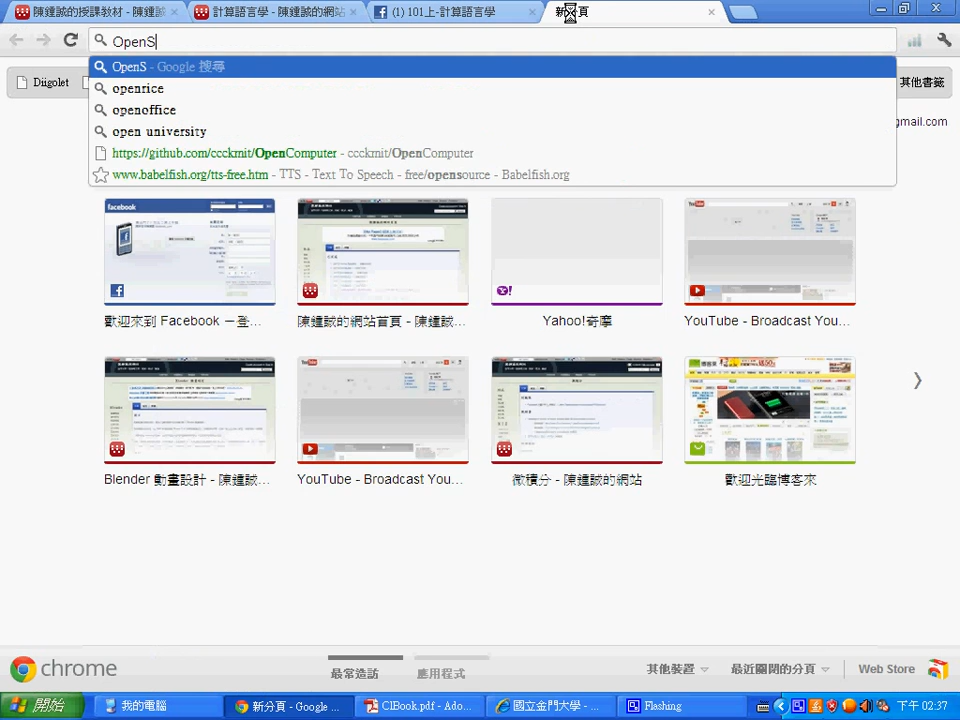 陳鍾誠的授課教材 - 陳鍾誠
計算語言學 - 陳鍾誠的網站
(1) 101上-計算語言學
新分頁
OpenS
OpenS - Google 搜尋
openrice
openoffice
open university
https://github.com/ccckmit/OpenComputer - ccckmit/OpenComputer
www.babelfish.org/tts-free.htm - TTS - Text To Speech - free/opensource - Babelfish.org
Diigolet
其他書籤
gmail.com
facebook
歡迎來到 Facebook － 登...
陳鍾誠的網站首頁 - 陳鍾誠...
Yahoo!奇摩
YouTube - Broadcast You...
Blender 動畫設計 - 陳鍾誠...
YouTube - Broadcast You...
微積分 - 陳鍾誠的網站
歡迎光臨博客來
chrome
最常造訪
應用程式
其他裝置
最近關閉的分頁
Web Store
開始
我的電腦
新分頁 - Google ...
ClBook.pdf - Ado...
國立金門大學 - ...
Flashing
下午 02:37